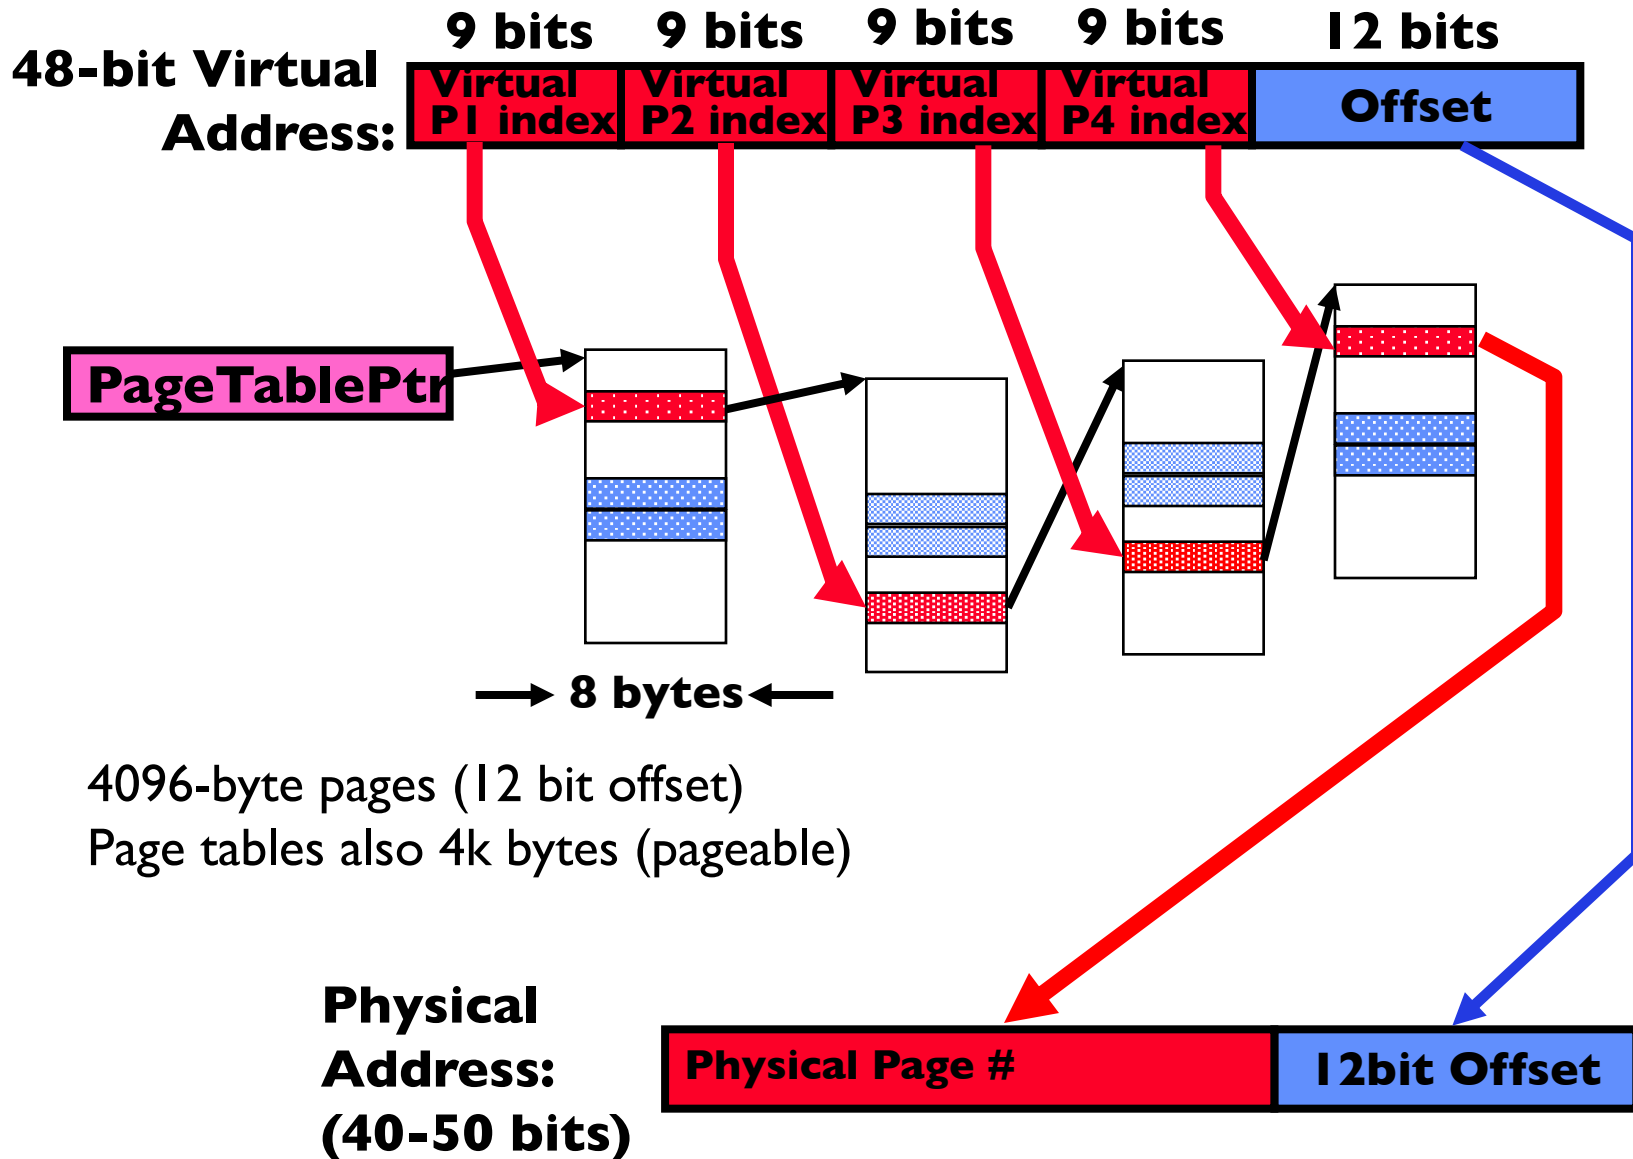 9 bits 9 bits 9 bits 9 bits 12 bits
48-bit Virtual
Address:
Virtual
P1 index
Virtual
P2 index
Virtual
P3 index
Virtual
P4 index
Offset
PageTablePtr
8 bytes
4096-byte pages (12 bit offset)
Page tables also 4k bytes (pageable)
Physical
Address:
(40-50 bits)
Physical Page #
12bit Offset